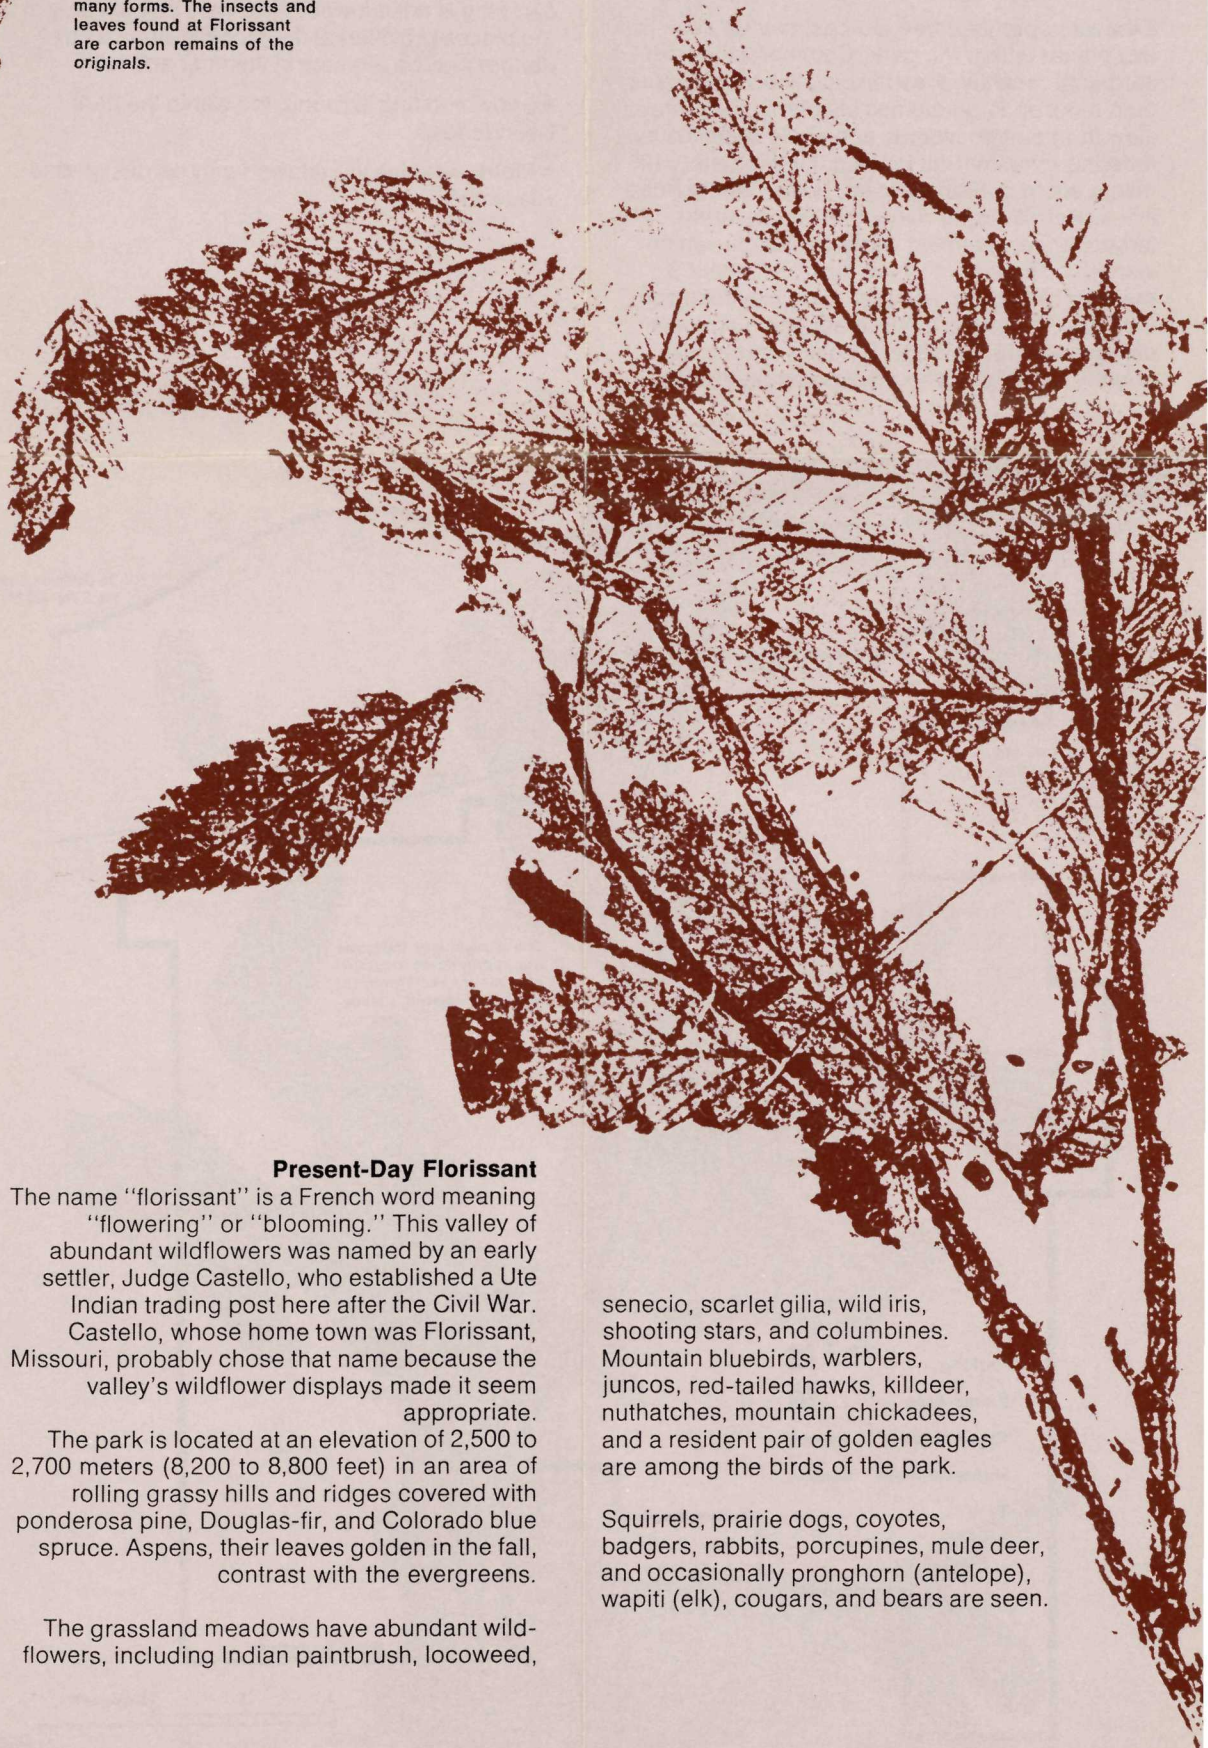 many forms. The insects and
leaves found at Florissant
are carbon remains of the
originals.
Present-Day Florissant
The name "florissant" is a French word meaning
"flowering" or "blooming." This valley of
abundant wildflowers was named by an early
settler, Judge Castello, who established a Ute
Indian trading post here after the Civil War.
Castello, whose home town was Florissant,
Missouri, probably chose that name because the
valley's wildflower displays made it seem
appropriate.
The park is located at an elevation of 2,500 to
2,700 meters (8,200 to 8,800 feet) in an area of
rolling grassy hills and ridges covered with
ponderosa pine, Douglas-fir, and Colorado blue
spruce. Aspens, their leaves golden in the fall,
contrast with the evergreens.
The grassland meadows have abundant wild-
flowers, including Indian paintbrush, locoweed,
senecio, scarlet gilia, wild iris,
shooting stars, and columbines.
Mountain bluebirds, warblers,
juncos, red-tailed hawks, killdeer,
nuthatches, mountain chickadees,
and a resident pair of golden eagles
are among the birds of the park.
Squirrels, prairie dogs, coyotes,
badgers, rabbits, porcupines, mule deer,
and occasionally pronghorn (antelope),
wapiti (elk), cougars, and bears are seen.